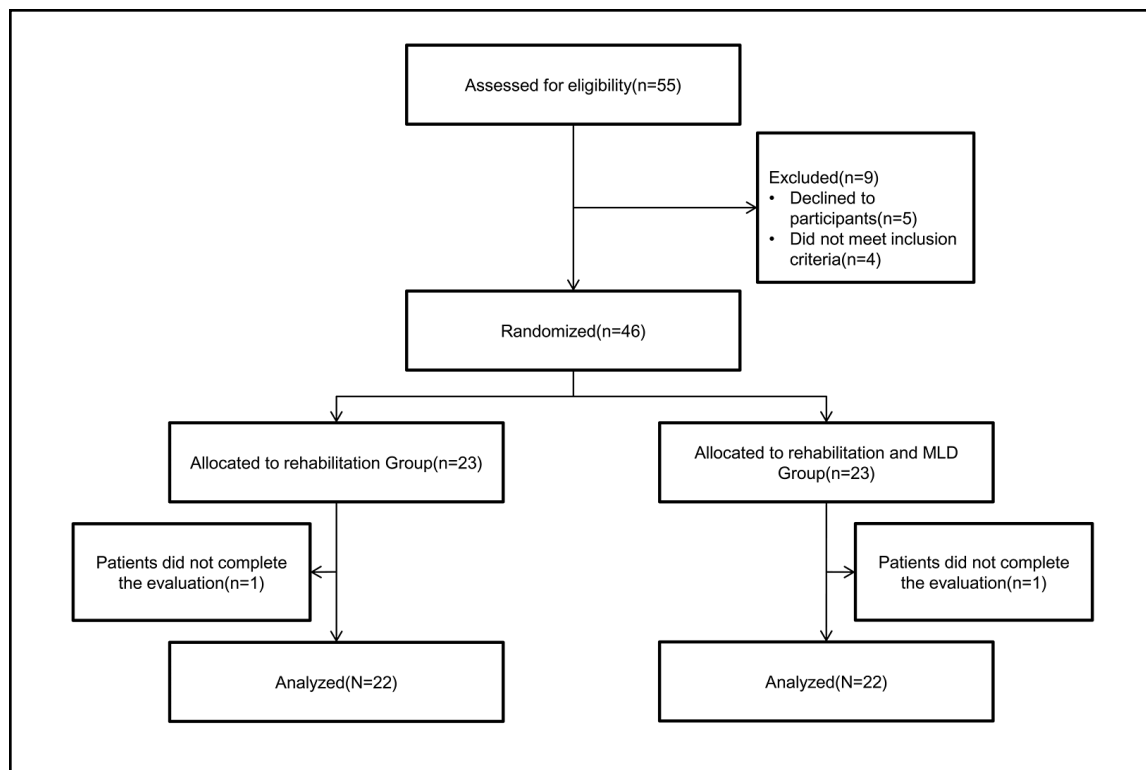 Assessed for eligibility(n=55)
Excluded(n=9)
• Declined to
participants(n=5)
• Did not meet inclusion
criteria(n=4)
Randomized(n=46)
Allocated to rehabilitation Group(n=23)
Allocated to rehabilitation and MLD
Group(n=23)
Patients did not complete
the evaluation(n=1)
Patients did not complete
the evaluation(n=1)
Analyzed(N=22)
Analyzed(N=22)